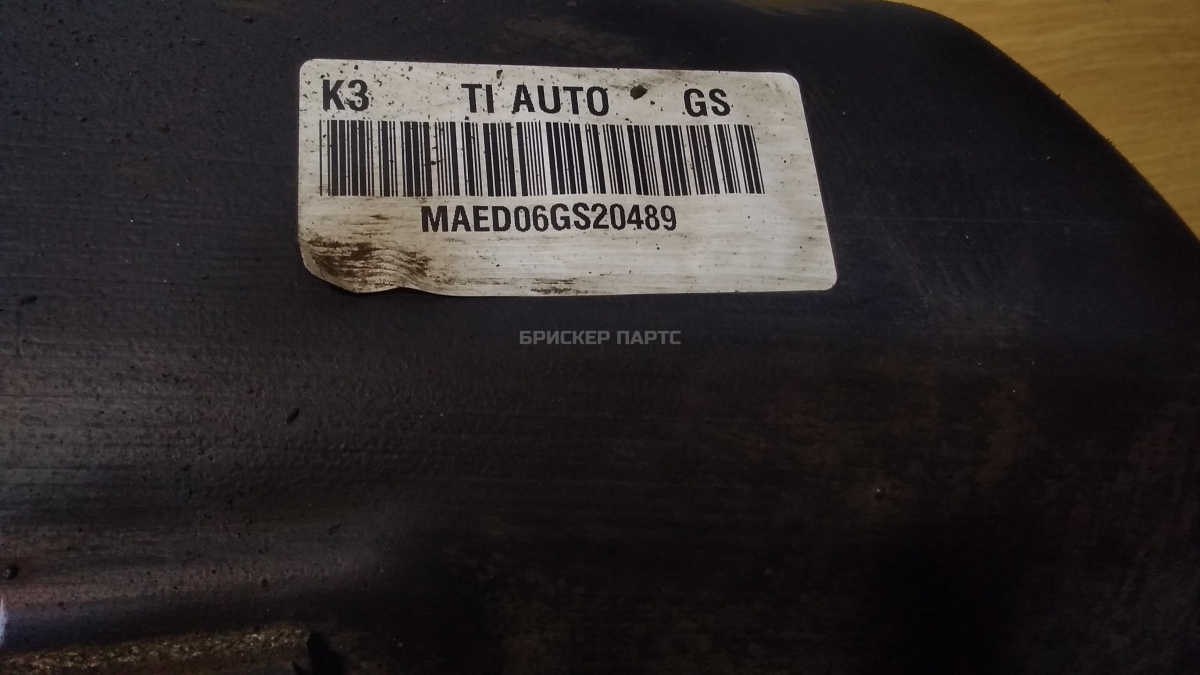 K3 TI AUTO GS
MAED06GS20489
БРИСКЕР ПАРТС